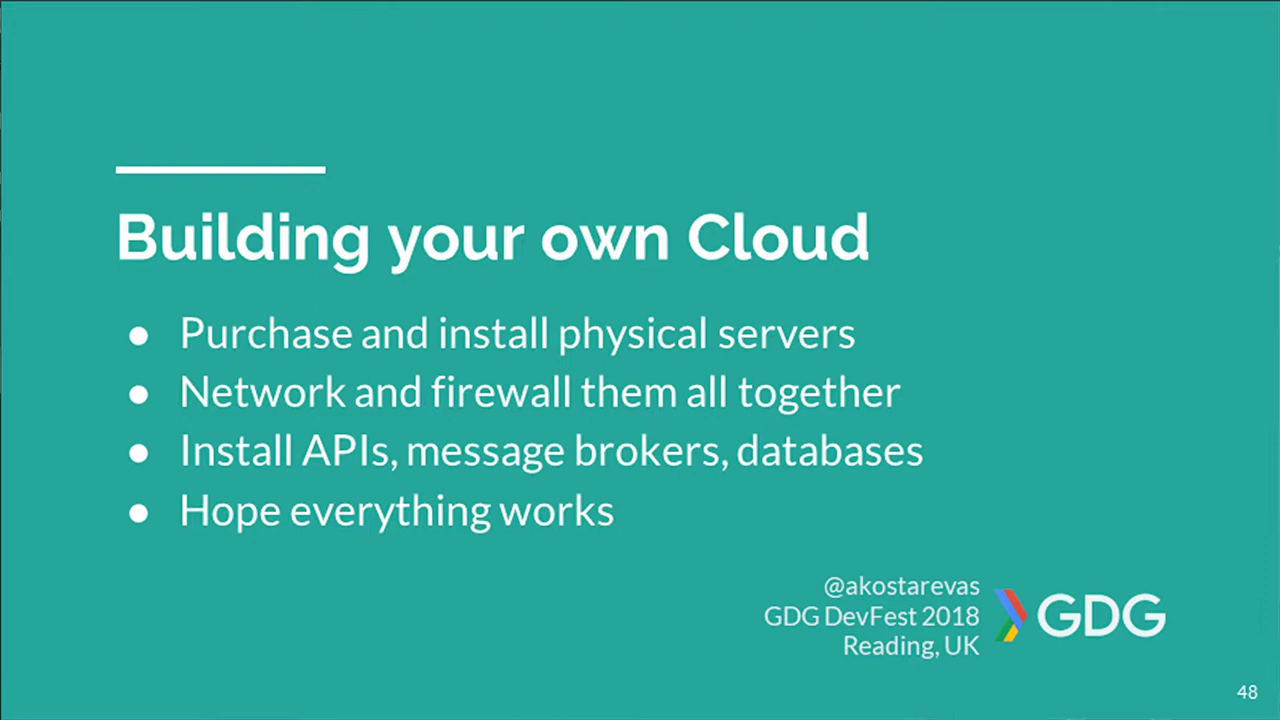 Building your own Cloud
● Purchase and install physical servers
● Network and firewall them all together
● Install APIs, message brokers, databases
● Hope everything works
@akostarevas
GDG DevFest 2018
Reading, UK
GDG
48